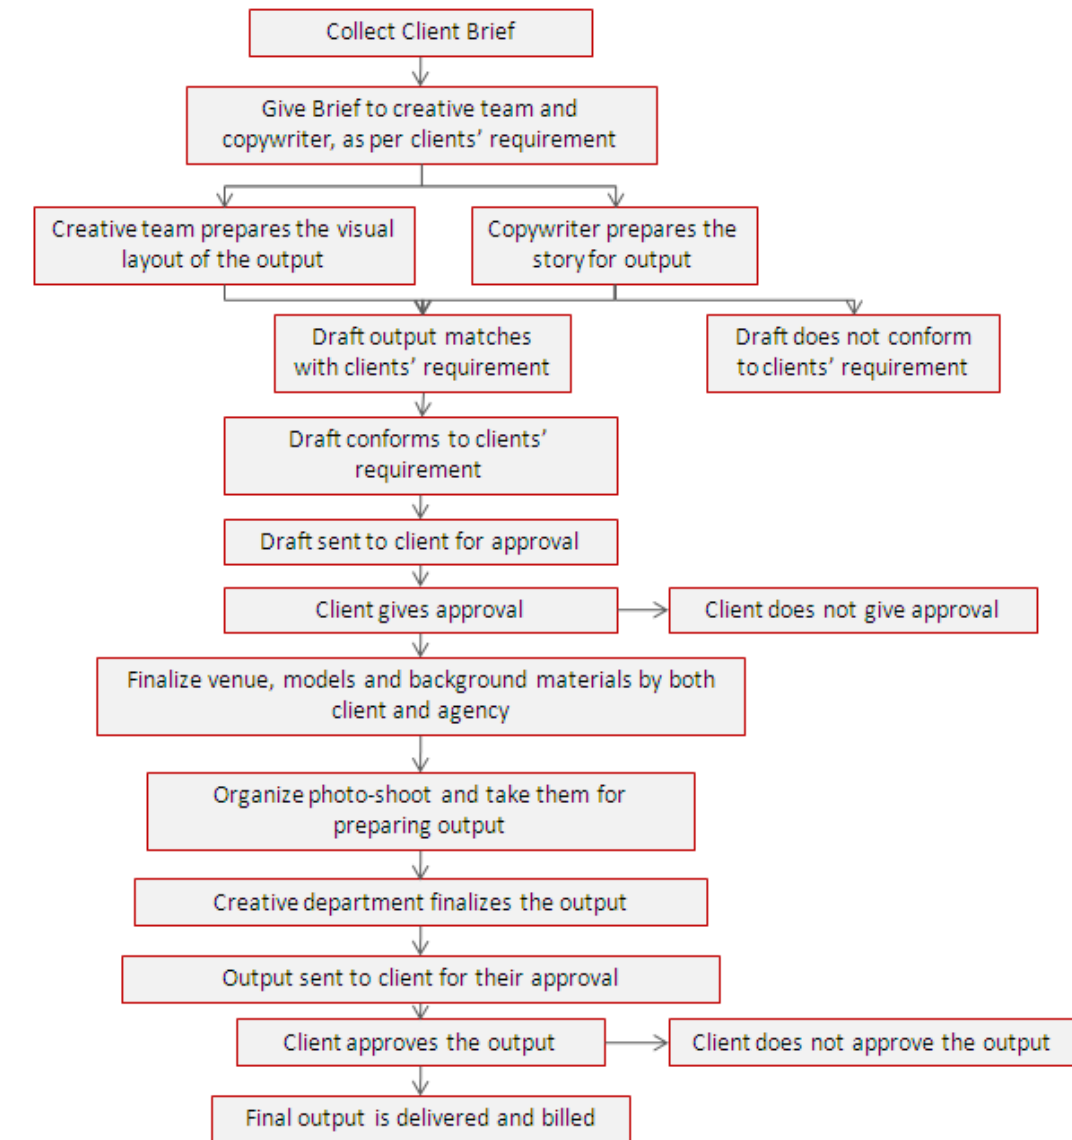 Collect Client Brief
Give Brief to creative team and
copywriter, as per clients’ requirement
Creative team prepares the visual
layout of the output
Copywriter prepares the
story for output
Draft output matches
with clients’ requirement
Draft does not conform
to clients’ requirement
Draft conforms to clients’
requirement
Draft sent to client for approval
Client gives approval
Client does not give approval
Finalize venue, models and background materials by both
client and agency
Organize photo-shoot and take them for
preparing output
Creative department finalizes the output
Output sent to client for their approval
Client approves the output
Client does not approve the output
Final output is delivered and billed